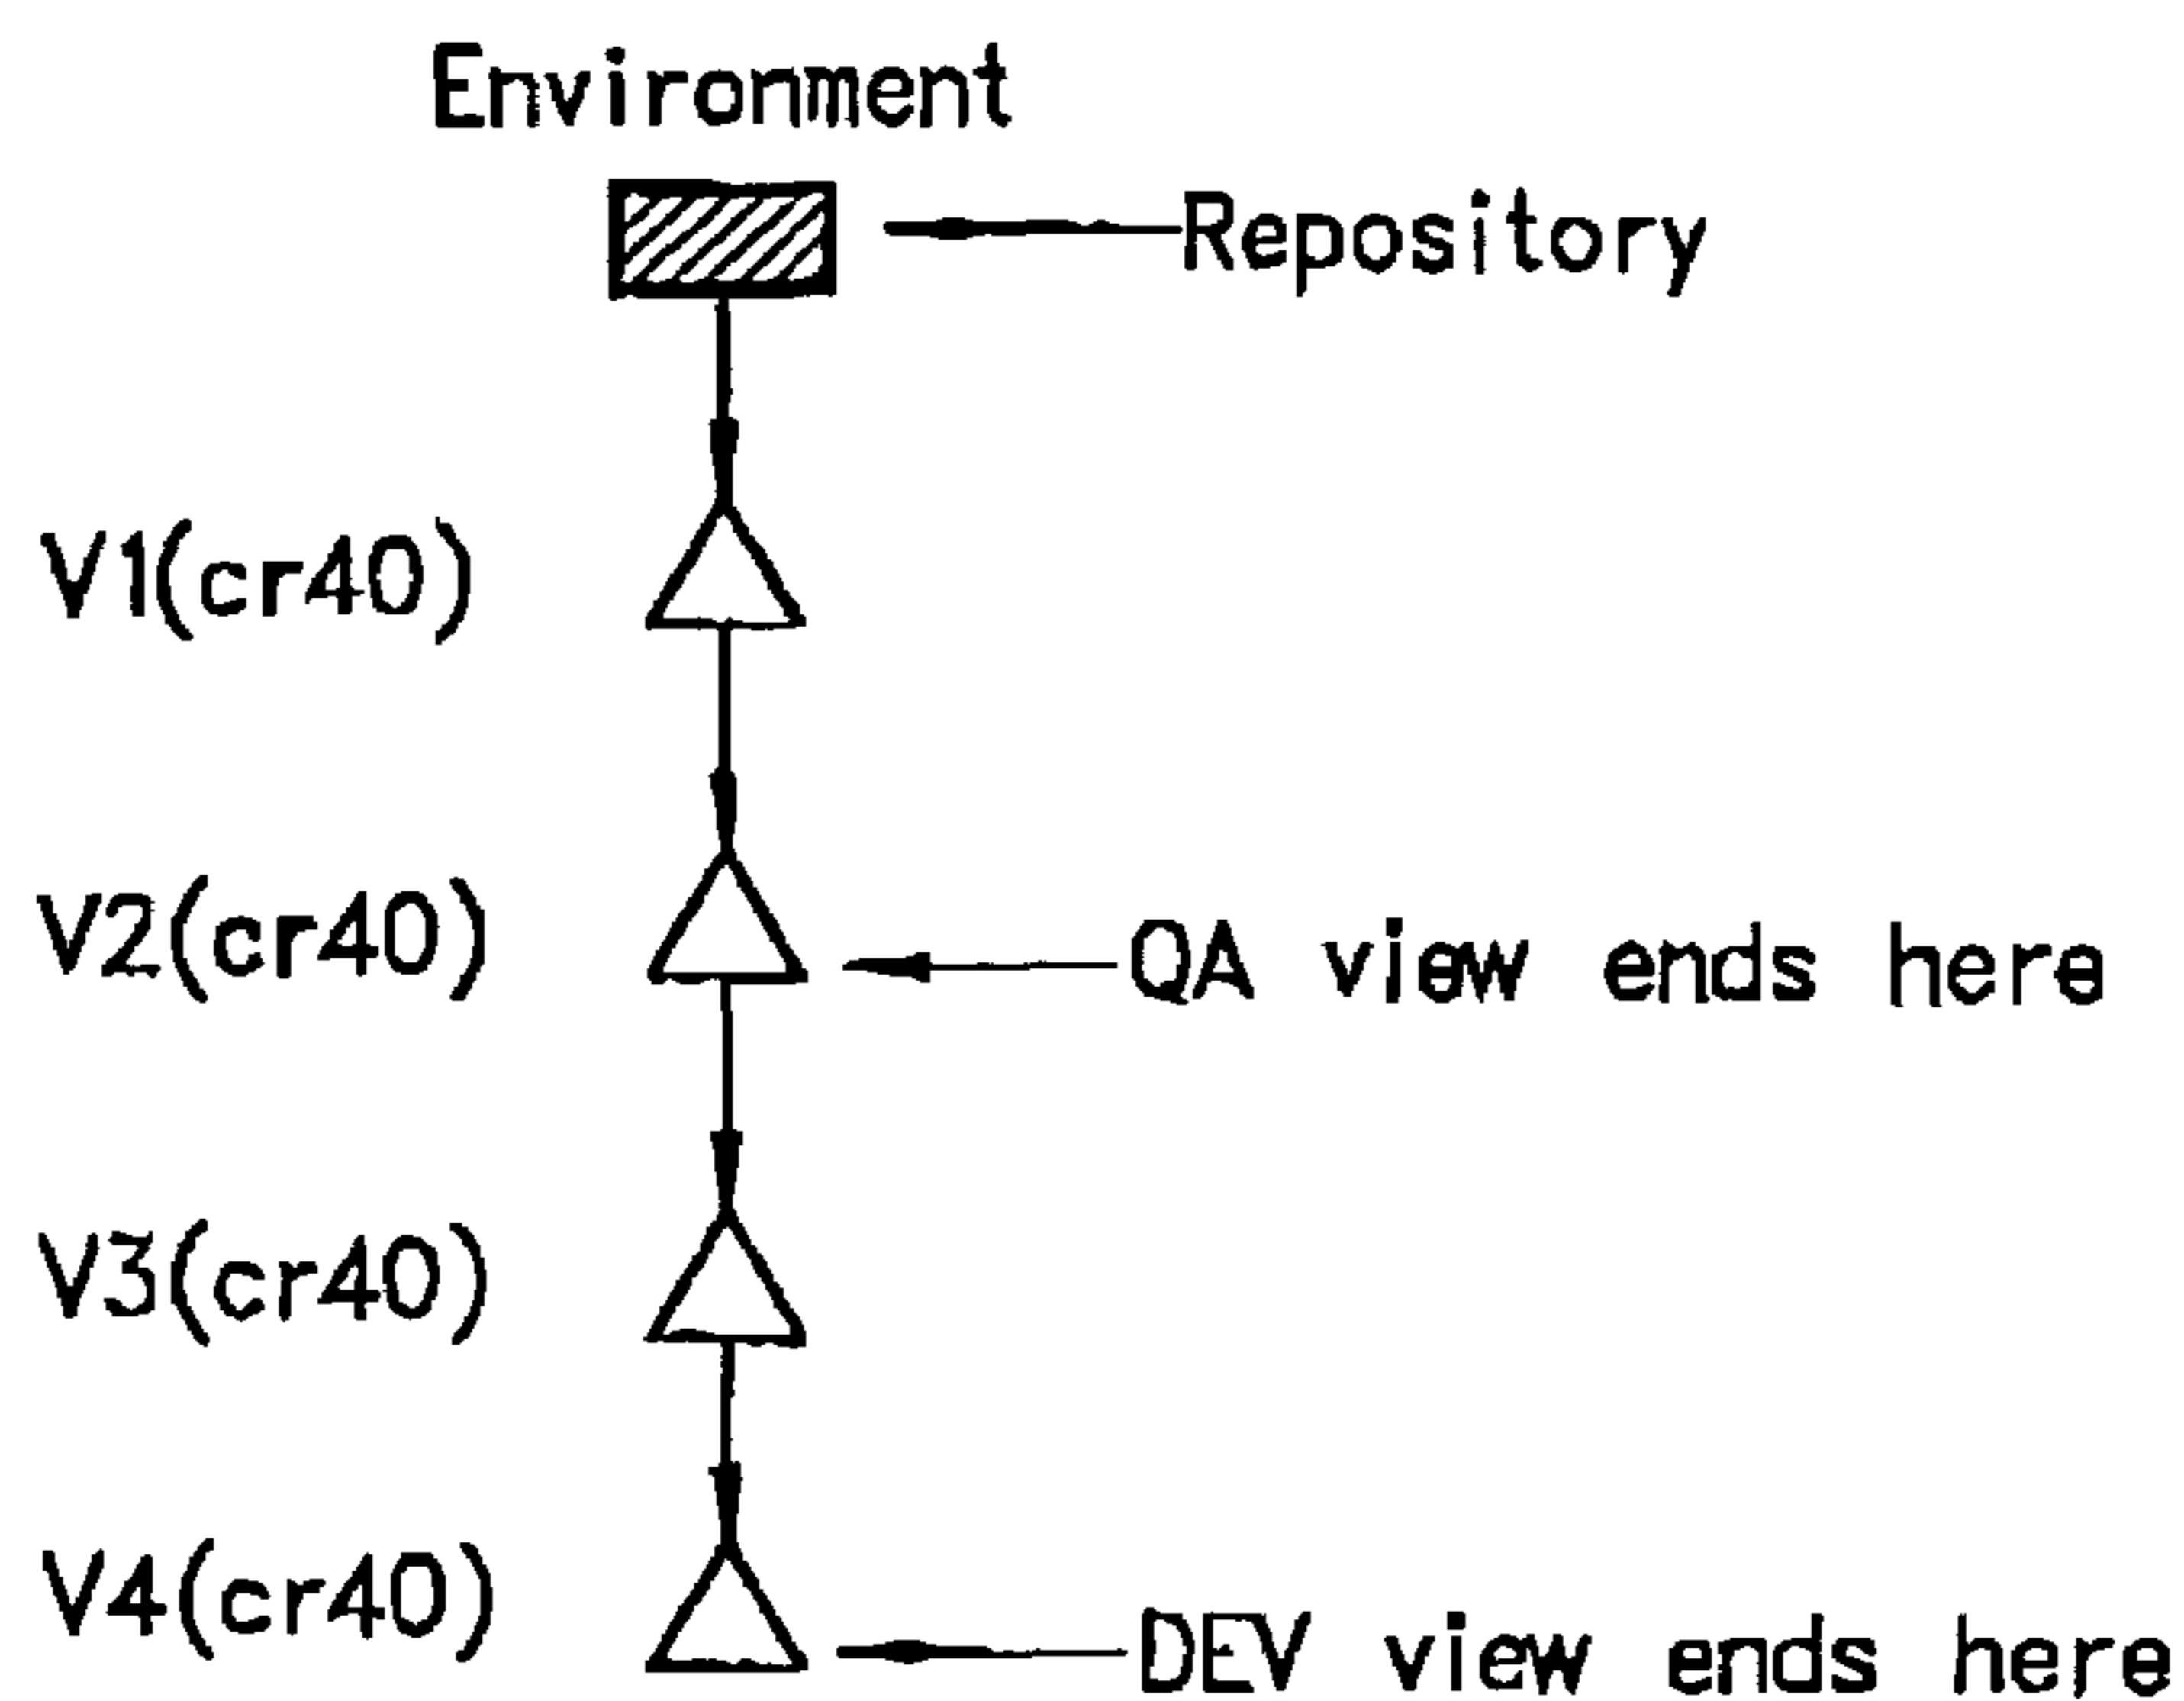 Environment
Repository
V1(cr40)
V2(cr40)
QA view ends here
V3(cr40)
V4(cr40)
DEV view ends here